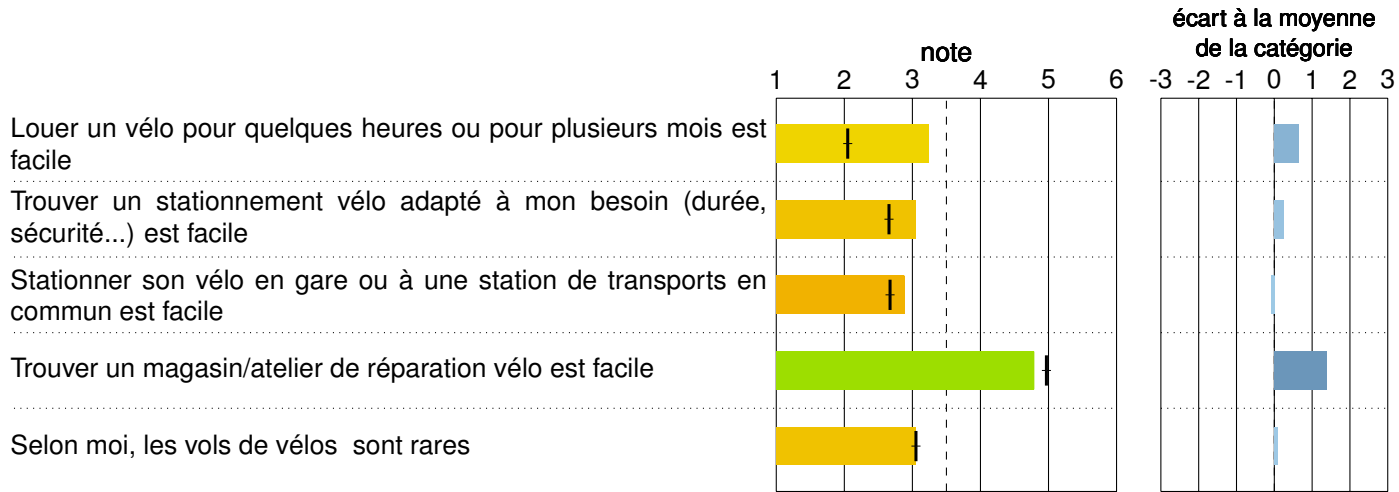 écart à la moyenne
note
de la catégorie
1 2 3 4 5 6
-3 -2 -1 0 1 2 3
Louer un vélo pour quelques heures ou pour plusieurs mois est
facile
Trouver un stationnement vélo adapté à mon besoin (durée,
sécurité...) est facile
Stationner son vélo en gare ou à une station de transports en
commun est facile
Trouver un magasin/atelier de réparation vélo est facile
Selon moi, les vols de vélos sont rares